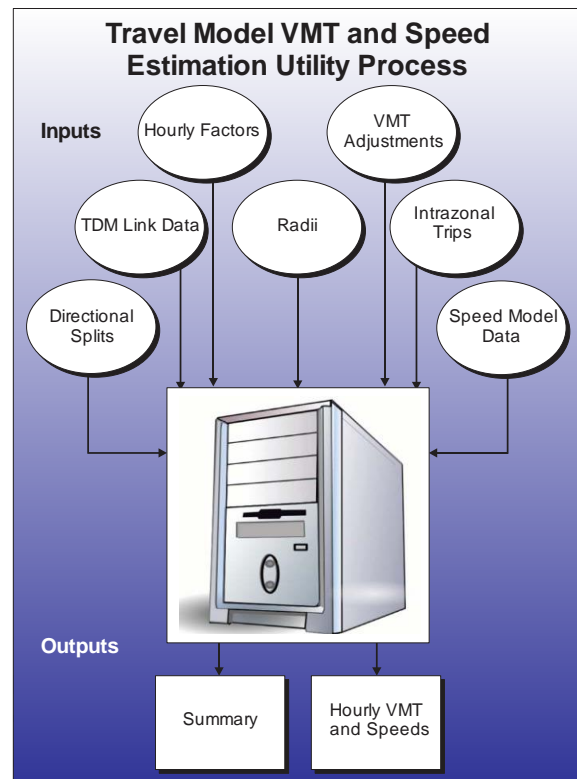 Travel Model VMT and Speed
Estimation Utility Process
Inputs
Hourly Factors
VMT
Adjustments
TDM Link Data
Radii
Intrazonal
Trips
Directional
Splits
Speed Model
Data
Outputs
Summary
Hourly VMT
and Speeds